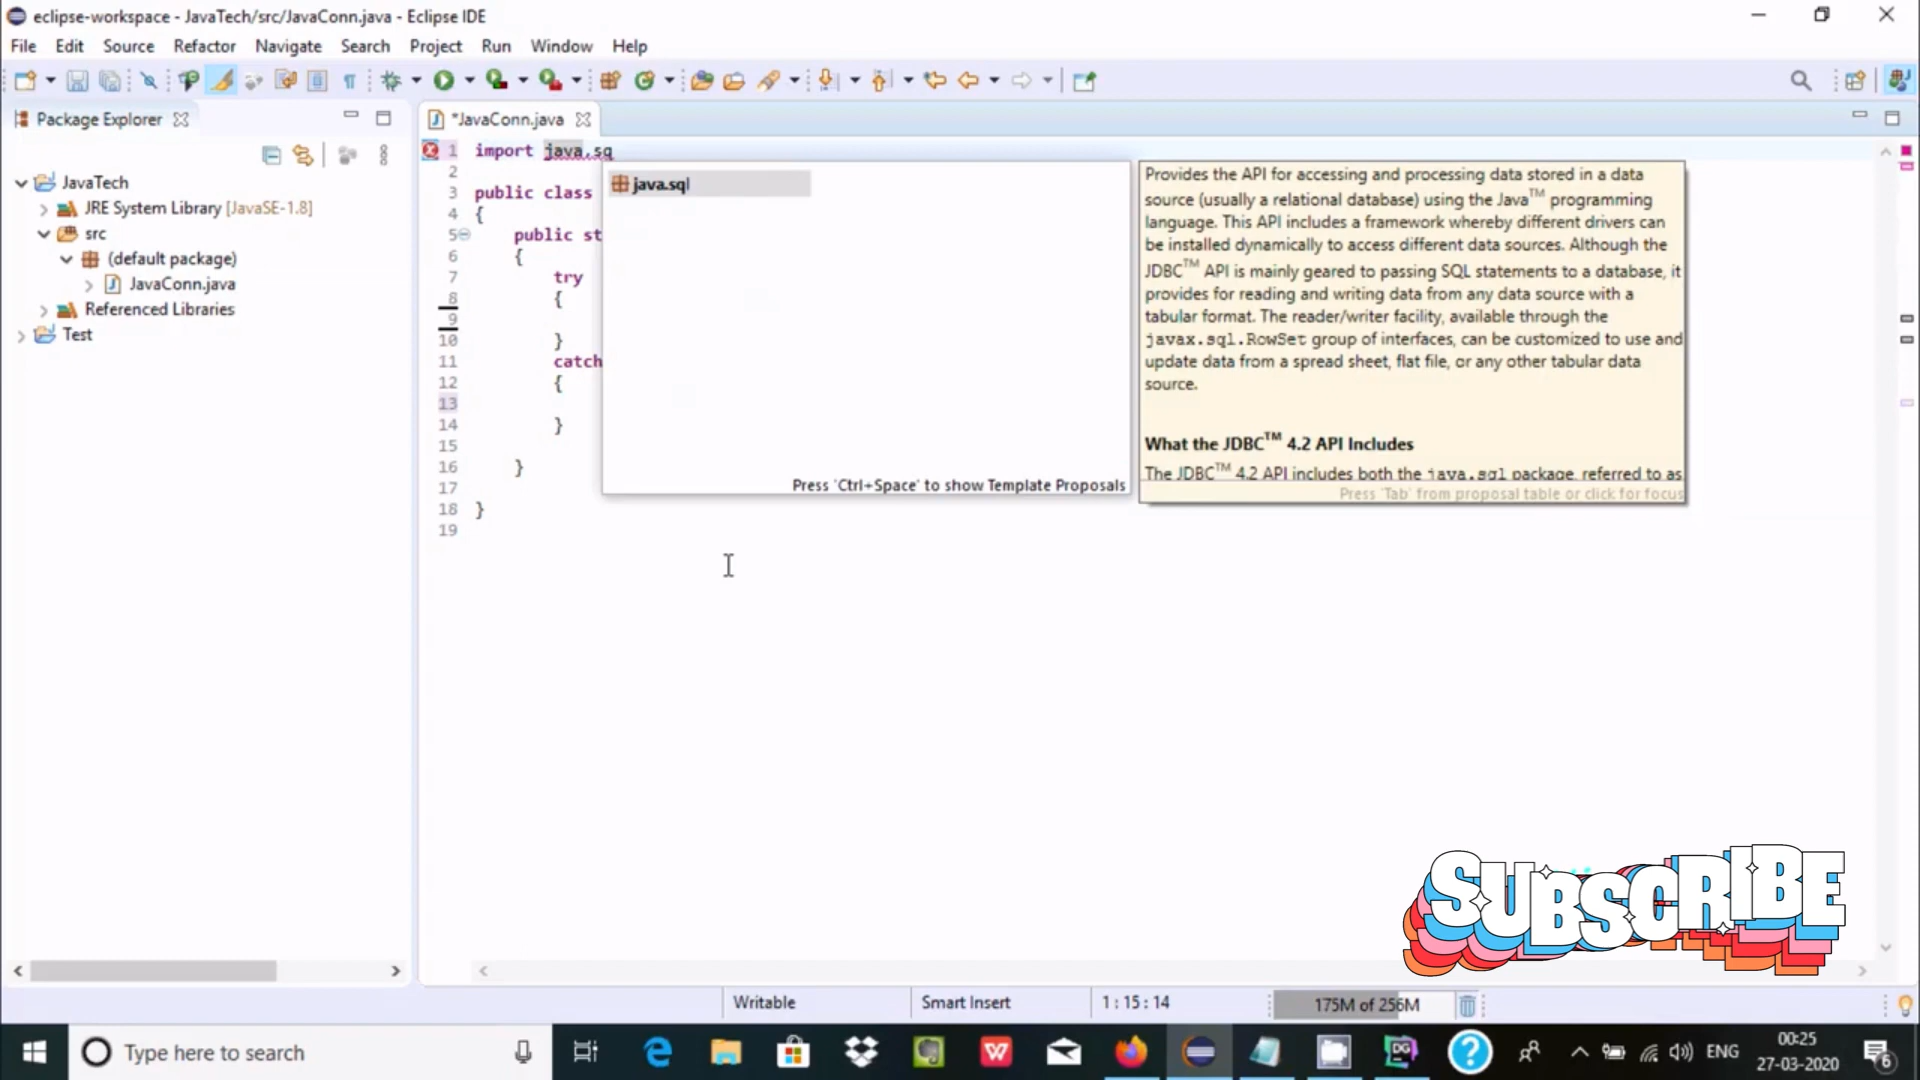 eclipse-workspace - JavaTech/src/JavaConn.java - Eclipse IDE
File Edit Source Refactor Navigate Search Project Run Window Help
Package Explorer
*JavaConn.java
JavaTech
JRE System Library [JavaSE-1.8]
src
(default package)
JavaConn.java
Referenced Libraries
Test
1 import java.sq
2
3 public class
4 {
5 public st
6 {
7 try
8 {
9
10 }
11 catch
12 {
13
14 }
15
16 }
17
18 }
19
java.sql
Press 'Ctrl+Space' to show Template Proposals
Provides the API for accessing and processing data stored in a data
source (usually a relational database) using the Java™ programming
language. This API includes a framework whereby different drivers can
be installed dynamically to access different data sources. Although the
JDBC™ API is mainly geared to passing SQL statements to a database, it
provides for reading and writing data from any data source with a
tabular format. The reader/writer facility, available through the
javax.sql.RowSet group of interfaces, can be customized to use and
update data from a spread sheet, flat file, or any other tabular data
source.
What the JDBC™ 4.2 API Includes
The JDBC™ 4.2 API includes both the java.sql package, referred to as
Press 'Tab' from proposal table or click for focus
SUBSCRIBE
Writable Smart Insert 1 : 15 : 14 175M of 256M
Type here to search
W
DG
?
ENG
00:25
27-03-2020
6